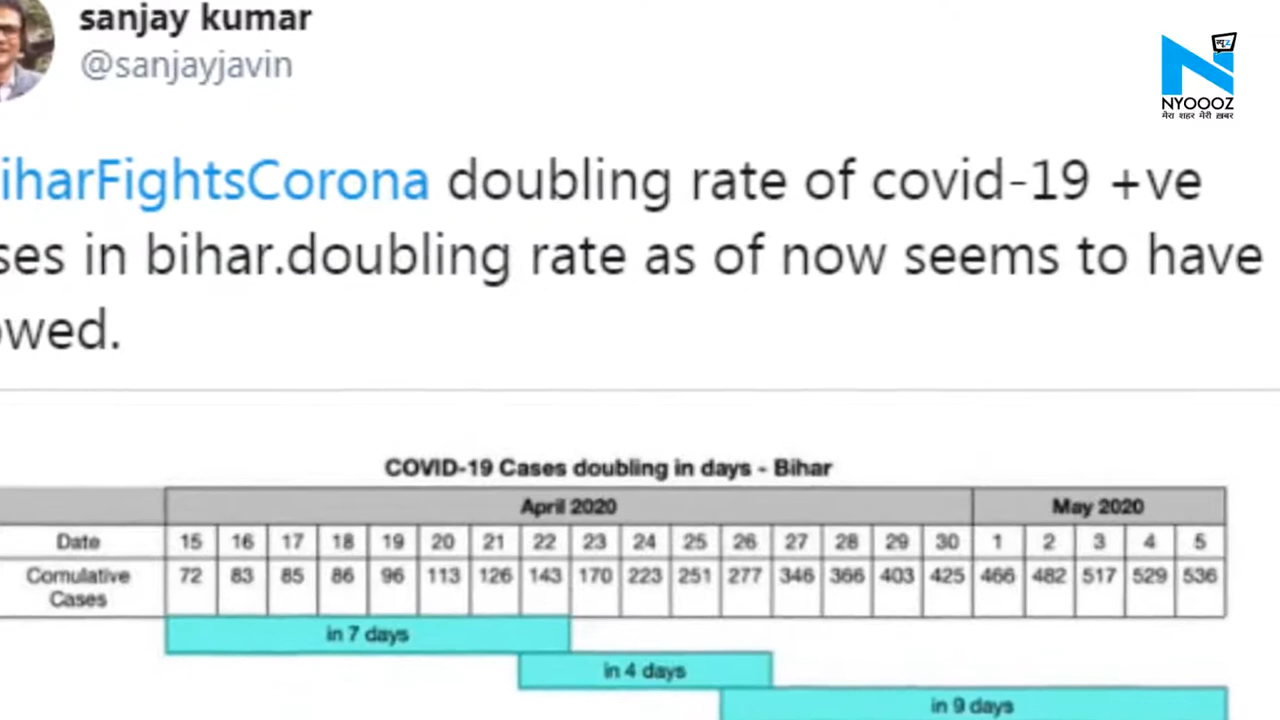 sanjay kumar
@sanjayjavin
न्यूज़
NYOOOZ
मेरा शहर मेरी ख़बर
iharFightsCorona doubling rate of covid-19 +ve
ses in bihar.doubling rate as of now seems to have
owed.
COVID-19 Cases doubling in days - Bihar
April 2020 May 2020
Date 15 16 17 18 19 20 21 22 23 24 25 26 27 28 29 30 1 2 3 4 5
Comulative 72 83 85 86 96 113 126 143 170 223 251 277 346 366 403 425 466 482 517 529 536
Cases
in 7 days
in 4 days
in 9 days